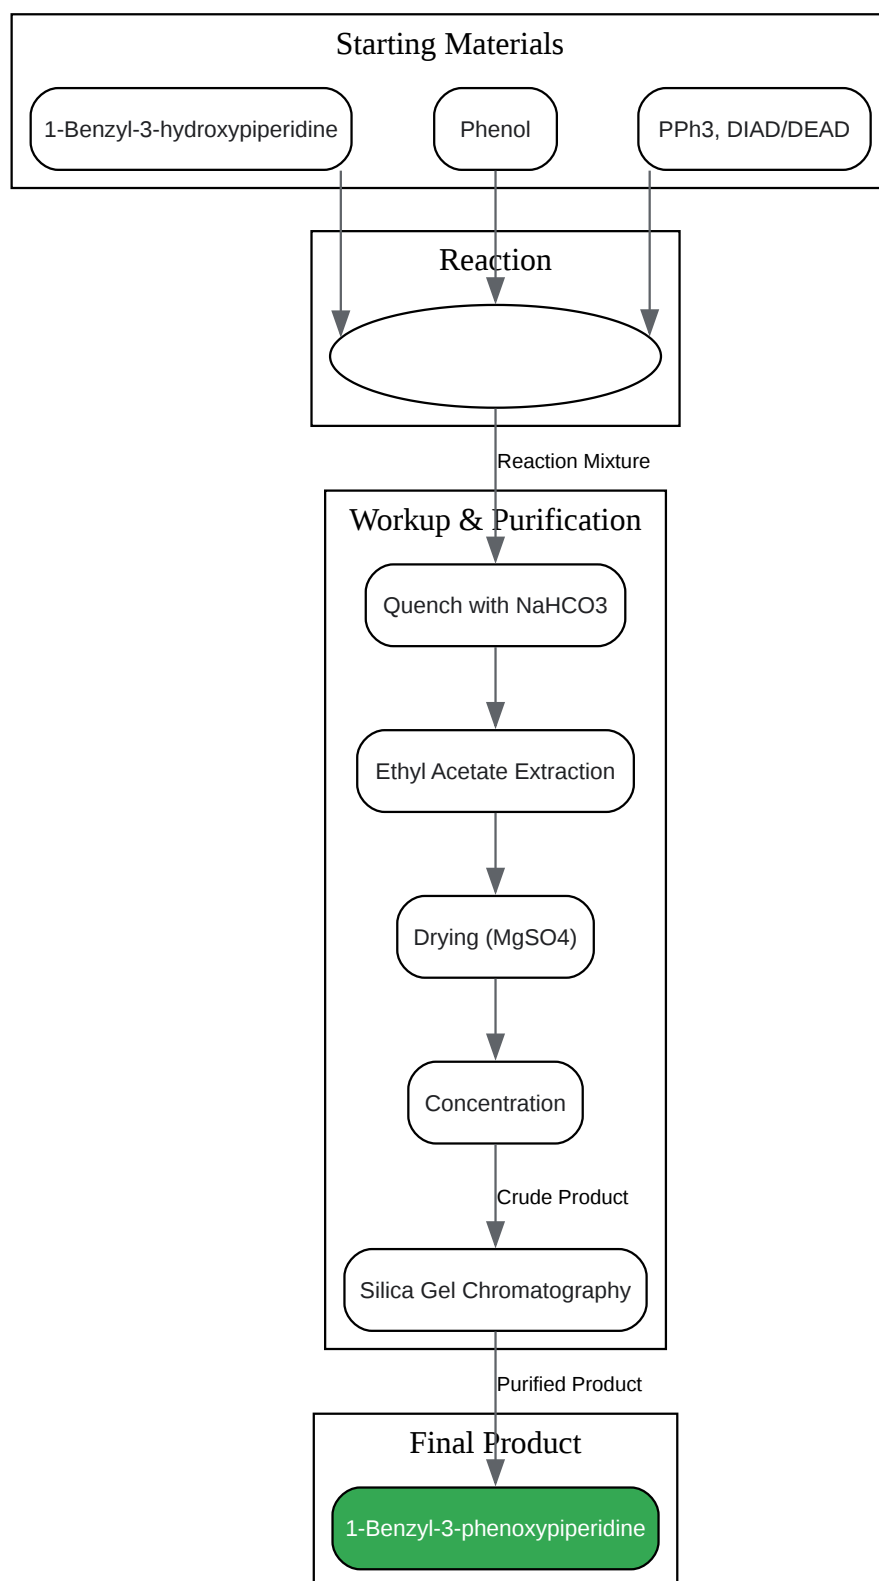 Starting Materials
1-Benzyl-3-hydroxypiperidine
Phenol
PPh3, DIAD/DEAD
Reaction
Reaction Mixture
Workup & Purification
Quench with NaHCO3
Ethyl Acetate Extraction
Drying (MgSO4)
Concentration
Crude Product
Silica Gel Chromatography
Purified Product
Final Product
1-Benzyl-3-phenoxypiperidine